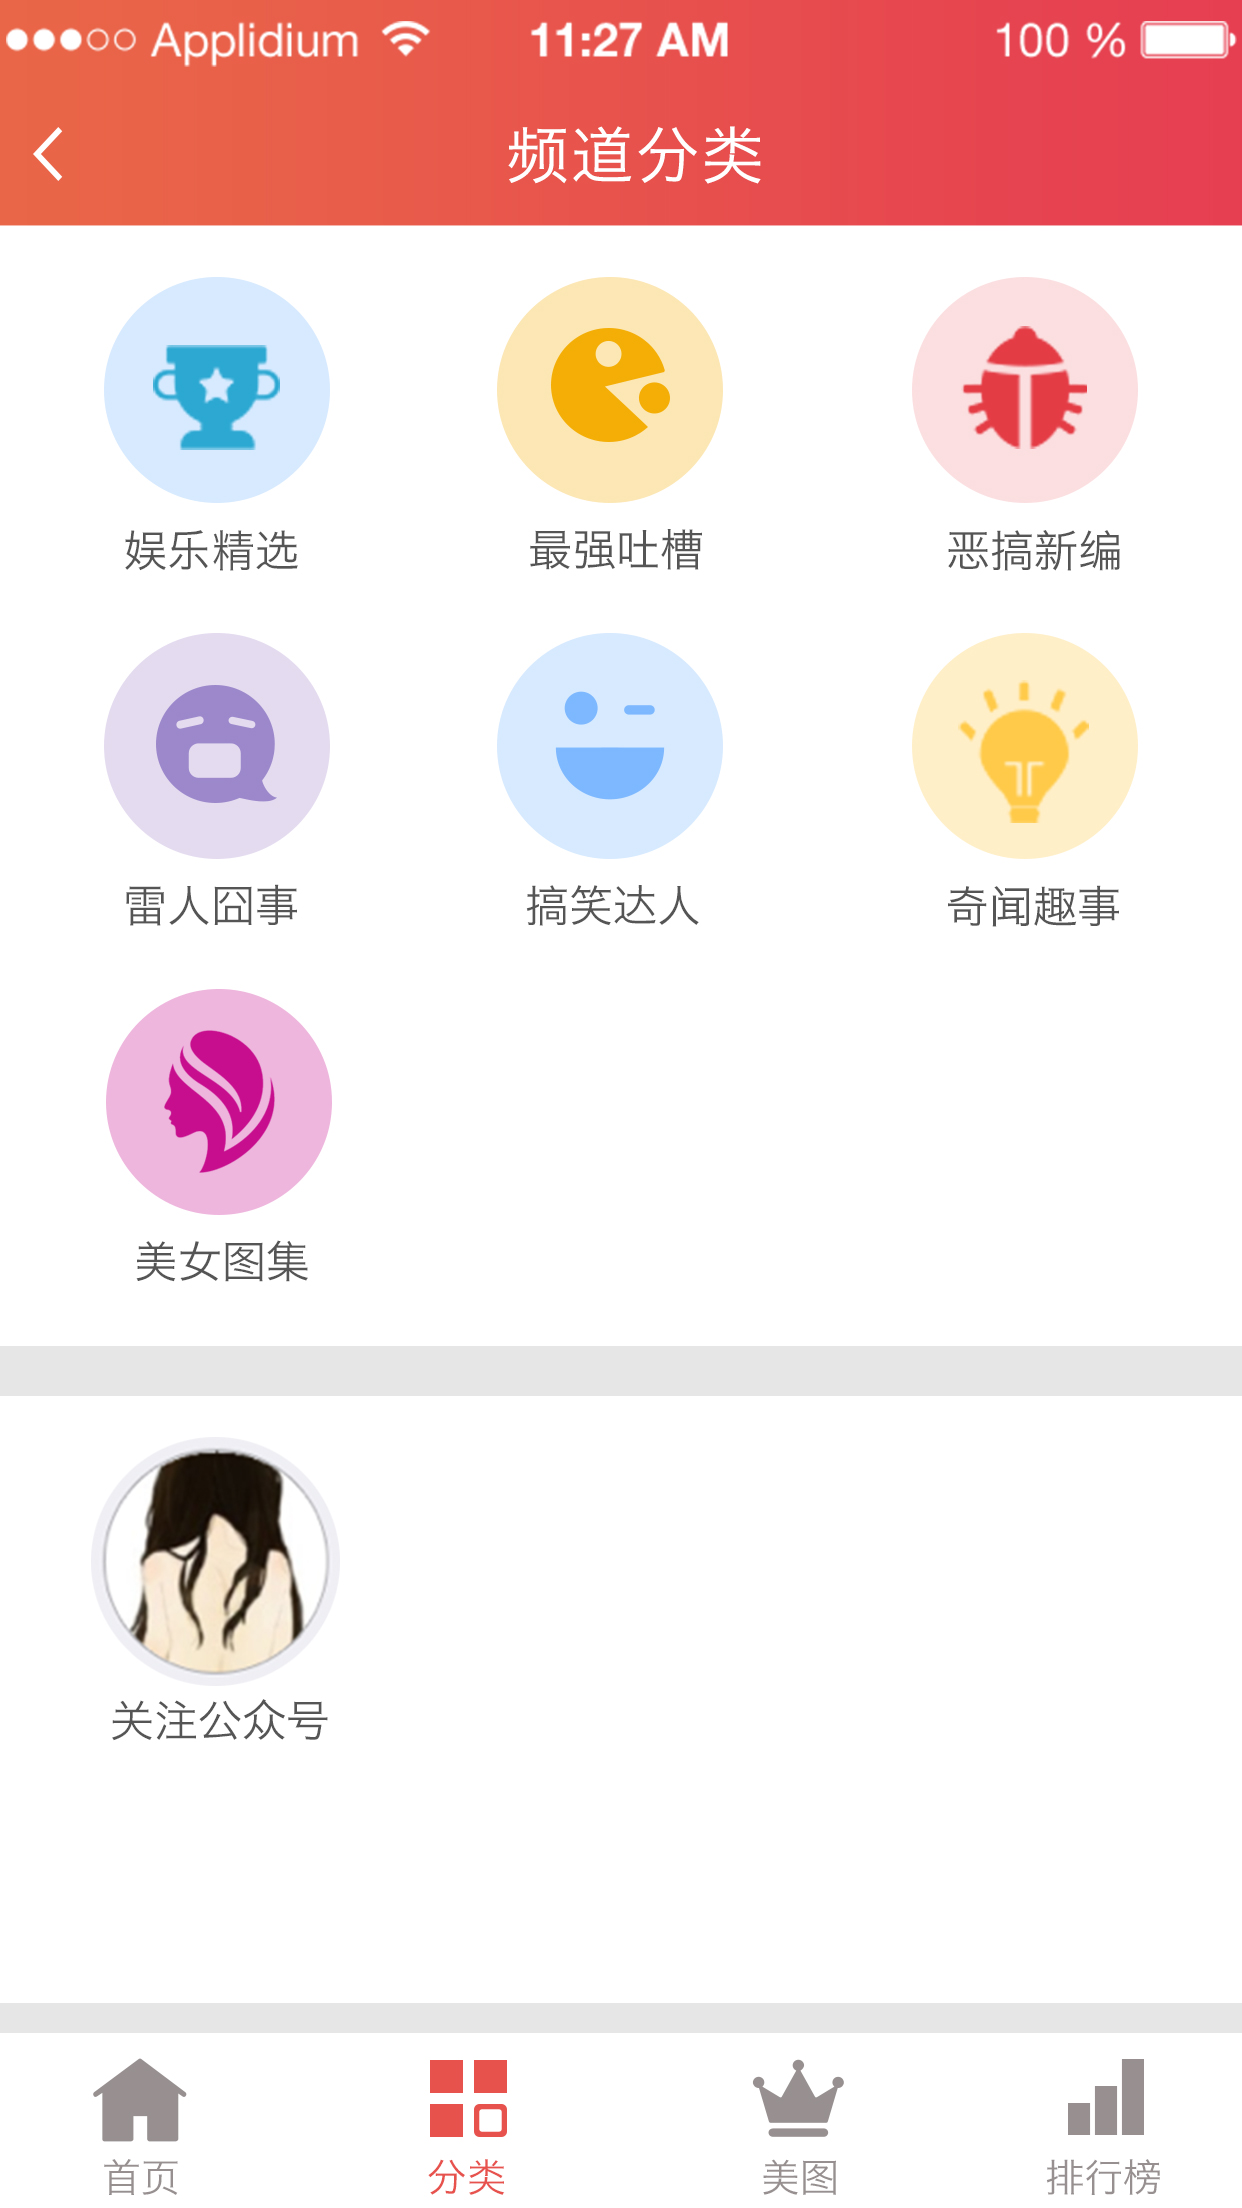 Applidium 11:27 AM 100 %
频道分类
娱乐精选 最强吐槽 恶搞新编
雷人囧事 搞笑达人 奇闻趣事
美女图集
关注公众号
首页 分类 美图 排行榜